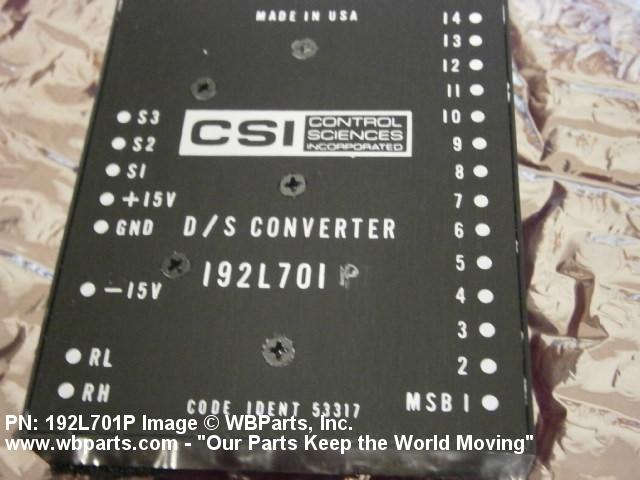 MADE IN USA
14
13
12
11
S3
10
CSI CONTROL SCIENCES INCORPORATED
S2
9
S1
8
+15V
7
GND
D/S CONVERTER
6
5
192L701 P
-15V
4
3
RL
2
RH
CODE IDENT 53317
MSB 1
PN: 192L701P Image © WBParts, Inc.
www.wbparts.com - "Our Parts Keep the World Moving"